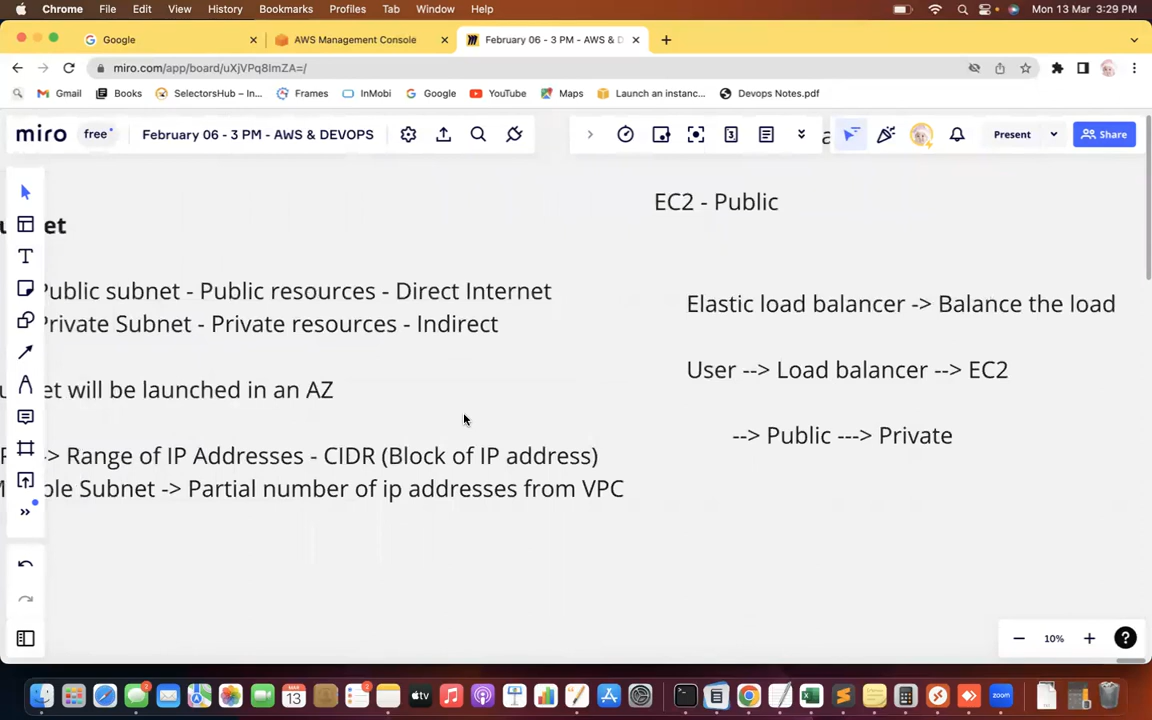 Chrome File Edit View History Bookmarks Profiles Tab Window Help Mon 13 Mar 3:29 PM
Google AWS Management Console February 06 - 3 PM - AWS & D
miro.com/app/board/uXjVPq8ImZA=/
Gmail Books SelectorsHub – In... Frames InMobi Google YouTube Maps Launch an instanc... Devops Notes.pdf
miro free February 06 - 3 PM - AWS & DEVOPS Present Share
EC2 - Public
et
Public subnet - Public resources - Direct Internet
Private Subnet - Private resources - Indirect
et will be launched in an AZ
-> Range of IP Addresses - CIDR (Block of IP address)
ple Subnet -> Partial number of ip addresses from VPC
Elastic load balancer -> Balance the load
User --> Load balancer --> EC2
--> Public ---> Private
10%
tv
zoom